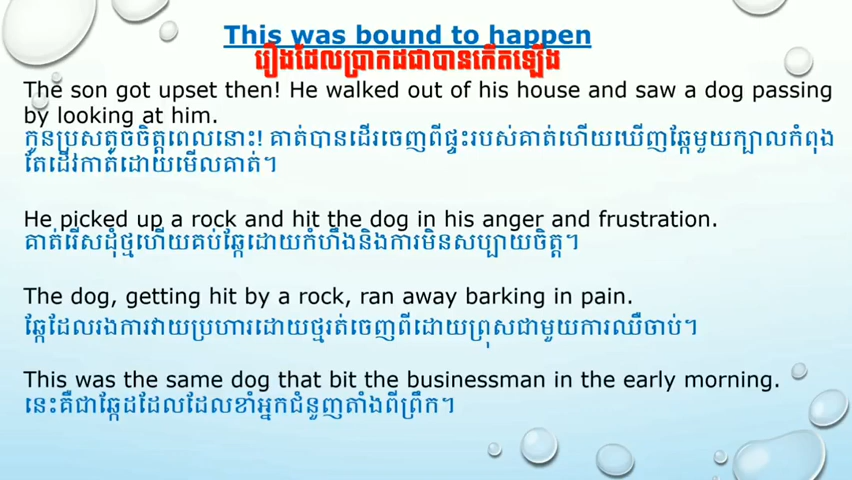 This was bound to happen
រឿងដែលប្រាកដជាបានកើតឡើង
The son got upset then! He walked out of his house and saw a dog passing
by looking at him.
កូនប្រុសតូចចិត្តពេលនោះ! គាត់បានដើរចេញពីផ្ទះរបស់គាត់ហើយឃើញឆ្កែមួយក្បាលកំពុង
តែដើរកាត់ដោយមើលគាត់។
He picked up a rock and hit the dog in his anger and frustration.
គាត់រើសដុំថ្មហើយគប់ឆ្កែដោយកំហឹងនិងការមិនសប្បាយចិត្ត។
The dog, getting hit by a rock, ran away barking in pain.
ឆ្កែដែលរងការវាយប្រហារដោយថ្មរត់ចេញពីដោយព្រុសជាមួយការឈឺចាប់។
This was the same dog that bit the businessman in the early morning.
នេះគឺជាឆ្កែដដែលដែលខាំអ្នកជំនួញតាំងពីព្រឹក។